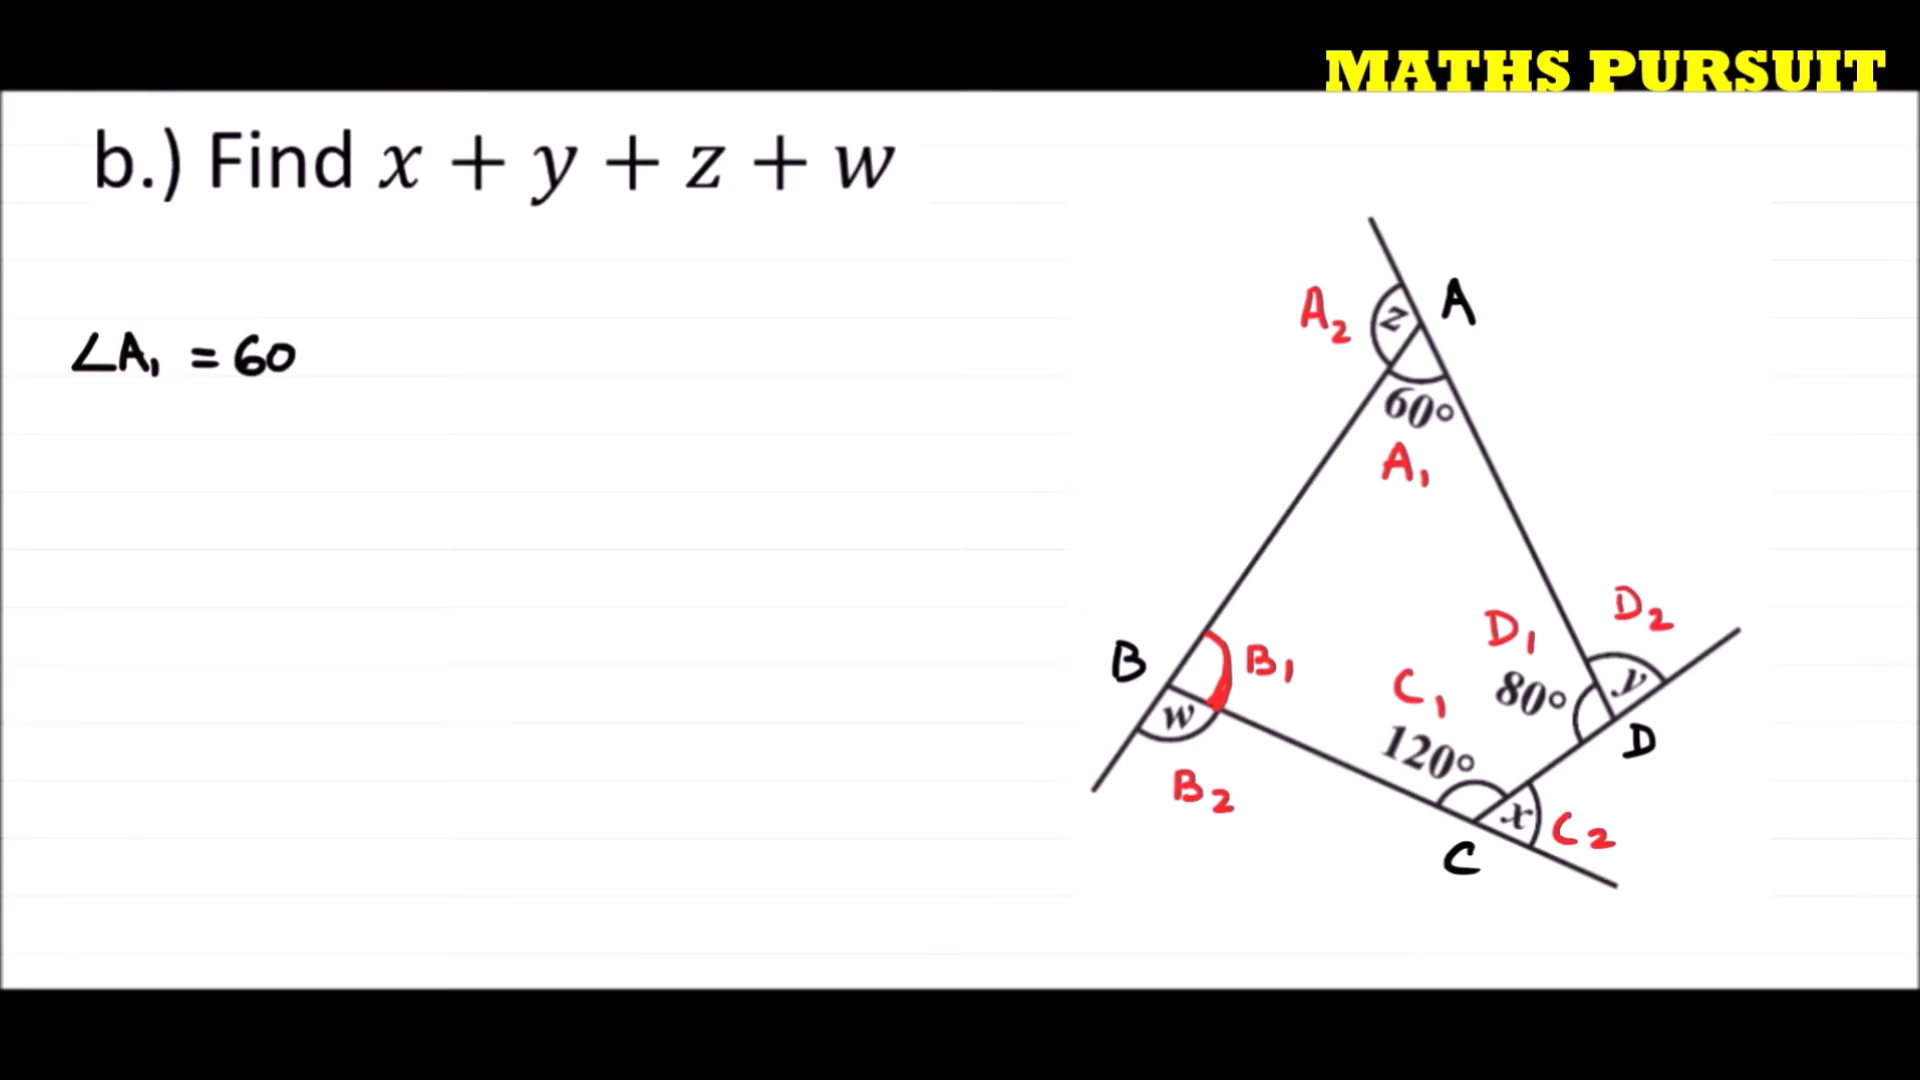 MATHS PURSUIT
b.) Find x + y + z + w
∠A₁ = 60
A₂
z
A
60°
A₁
B
B₁
w
B₂
C₁
120°
D₁
80°
D₂
y
D
x
C₂
C